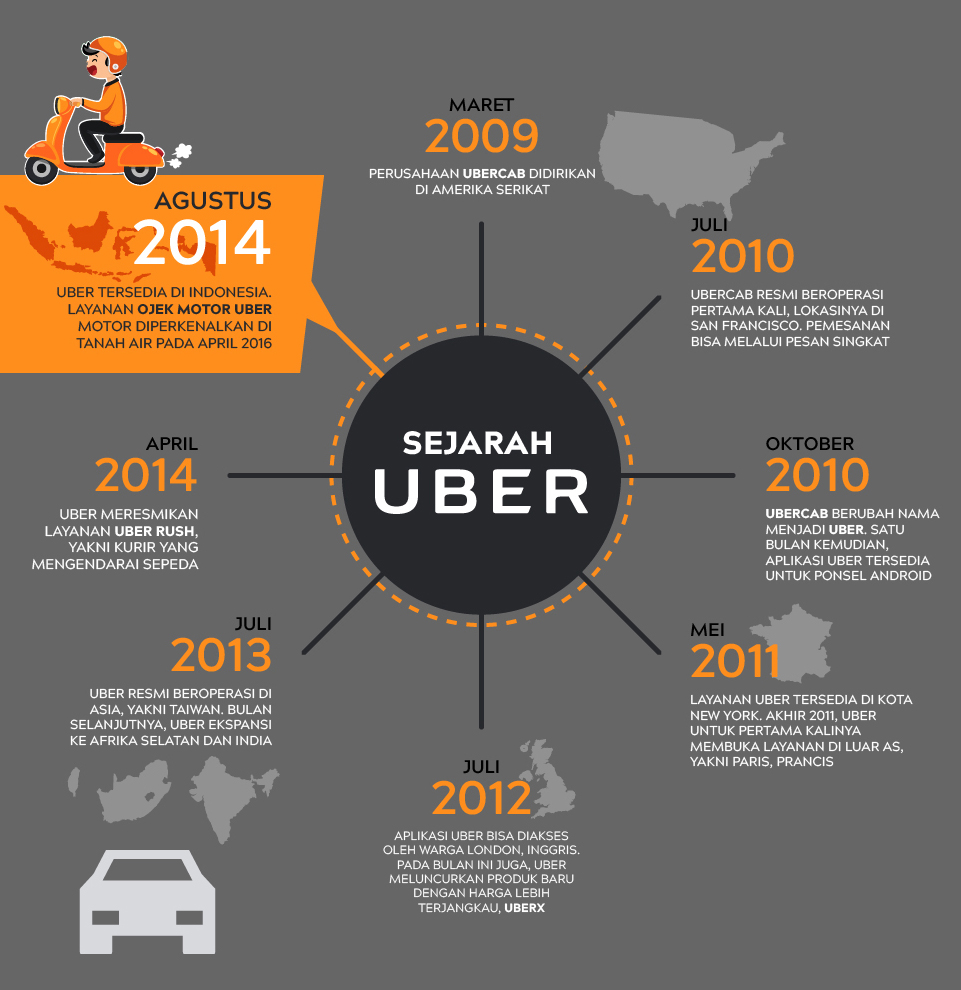 SEJARAH
UBER
MARET
2009
PERUSAHAAN UBERCAB DIDIRIKAN
DI AMERIKA SERIKAT
JULI
2010
UBERCAB RESMI BEROPERASI
PERTAMA KALI, LOKASINYA DI
SAN FRANCISCO. PEMESANAN
BISA MELALUI PESAN SINGKAT
OKTOBER
2010
UBERCAB BERUBAH NAMA
MENJADI UBER. SATU
BULAN KEMUDIAN,
APLIKASI UBER TERSEDIA
UNTUK PONSEL ANDROID
MEI
2011
LAYANAN UBER TERSEDIA DI KOTA
NEW YORK. AKHIR 2011, UBER
UNTUK PERTAMA KALINYA
MEMBUKA LAYANAN DI LUAR AS,
YAKNI PARIS, PRANCIS
JULI
2012
APLIKASI UBER BISA DIAKSES
OLEH WARGA LONDON, INGGRIS.
PADA BULAN INI JUGA, UBER
MELUNCURKAN PRODUK BARU
DENGAN HARGA LEBIH
TERJANGKAU, UBERX
JULI
2013
UBER RESMI BEROPERASI DI
ASIA, YAKNI TAIWAN. BULAN
SELANJUTNYA, UBER EKSPANSI
KE AFRIKA SELATAN DAN INDIA
APRIL
2014
UBER MERESMIKAN
LAYANAN UBER RUSH,
YAKNI KURIR YANG
MENGENDARAI SEPEDA
AGUSTUS
2014
UBER TERSEDIA DI INDONESIA.
LAYANAN OJEK MOTOR UBER
MOTOR DIPERKENALKAN DI
TANAH AIR PADA APRIL 2016